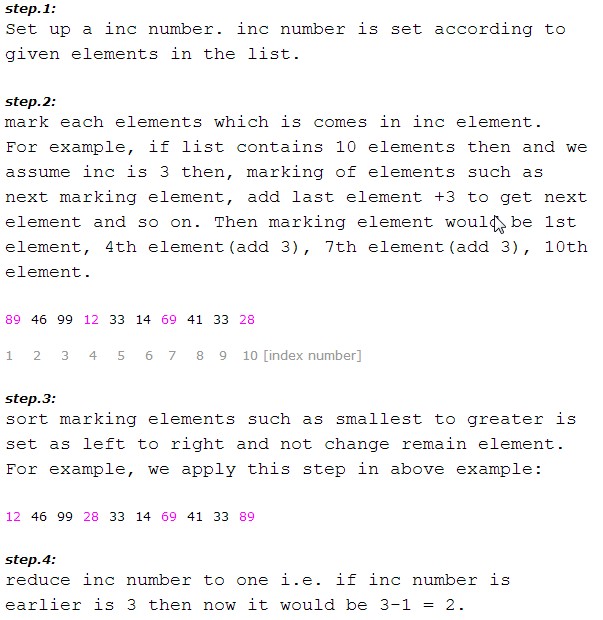 step.1:
Set up a inc number. inc number is set according to
given elements in the list.
step.2:
mark each elements which is comes in inc element.
For example, if list contains 10 elements then and we
assume inc is 3 then, marking of elements such as
next marking element, add last element +3 to get next
element and so on. Then marking element would be 1st
element, 4th element(add 3), 7th element(add 3), 10th
element.
89 46 99 12 33 14 69 41 33 28
1 2 3 4 5 6 7 8 9 10 [index number]
step.3:
sort marking elements such as smallest to greater is
set as left to right and not change remain element.
For example, we apply this step in above example:
12 46 99 28 33 14 69 41 33 89
step.4:
reduce inc number to one i.e. if inc number is
earlier is 3 then now it would be 3-1 = 2.